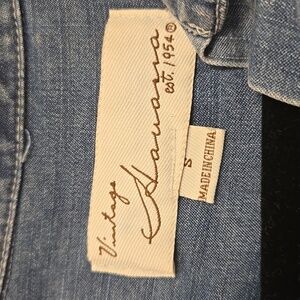 Vintage
Havana
est. 1954®
S
MADE IN CHINA